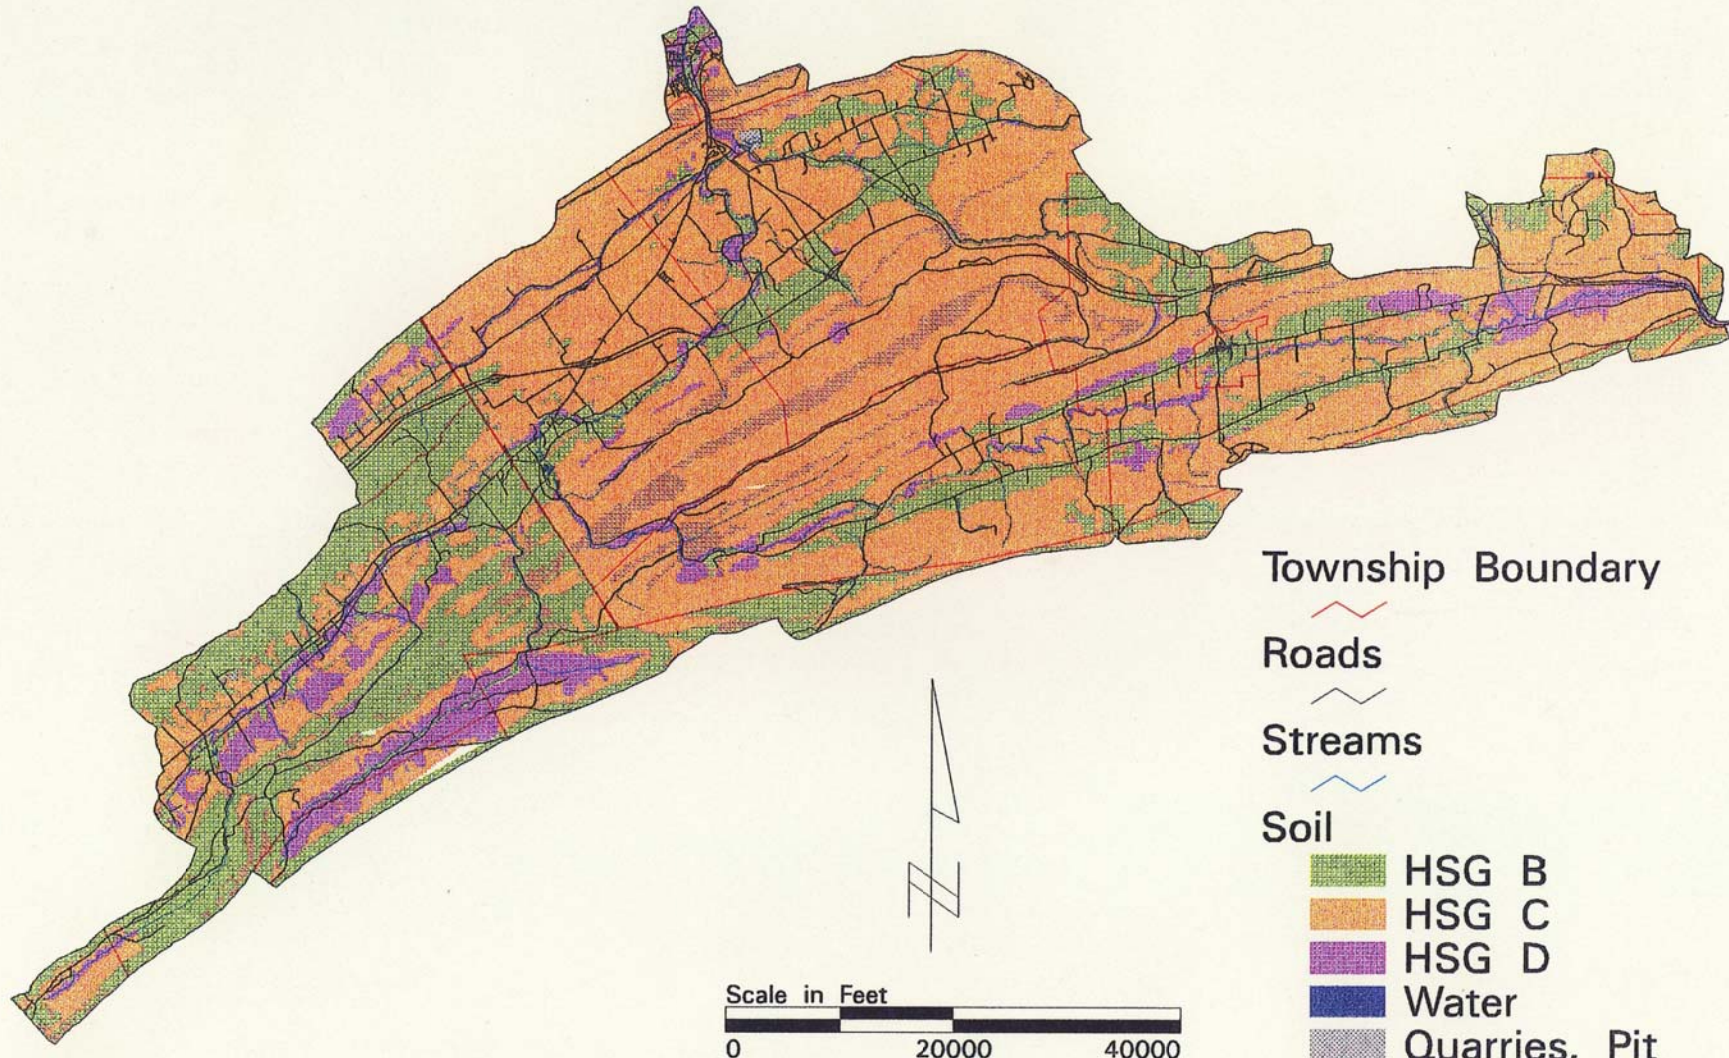 Township Boundary
Roads
Streams
Soil
HSG B
HSG C
HSG D
Water
Quarries, Pit
Scale in Feet
0 20000 40000
N